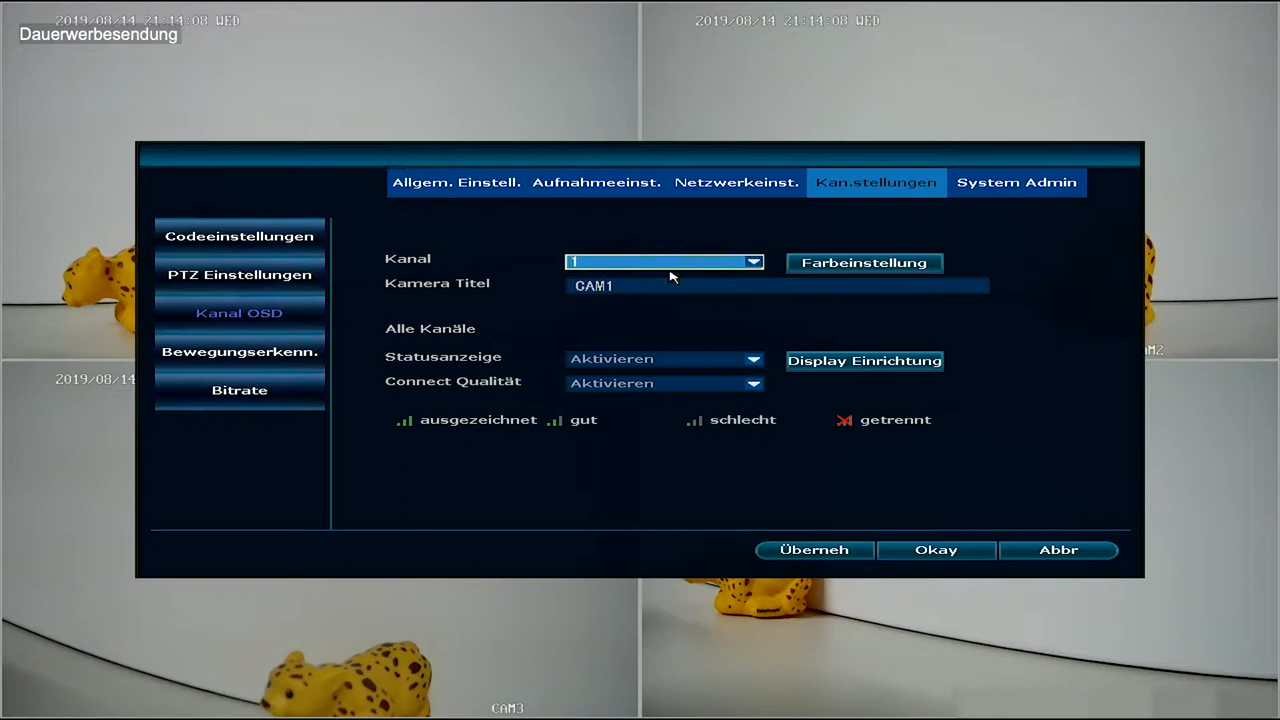 2019/08/14 21:14:08 WED
2019/08/14 21:14:08 WED
Dauerwerbesendung
Allgem. Einstell. Aufnahmeeinst. Netzwerkeinst. Kan.stellungen System Admin
Codeeinstellungen
PTZ Einstellungen
Kanal OSD
Bewegungserkenn.
Bitrate
Kanal 1 Farbeinstellung
Kamera Titel CAM1
Alle Kanäle
Statusanzeige Aktivieren Display Einrichtung
Connect Qualität Aktivieren
ausgezeichnet gut schlecht getrennt
Überneh Okay Abbr
2019/08/14
CAM3